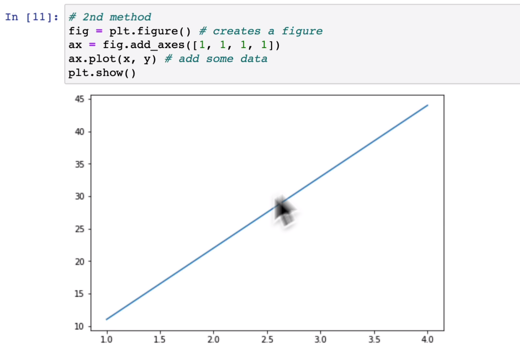 In [11]: # 2nd method
fig = plt.figure() # creates a figure
ax = fig.add_axes([1, 1, 1, 1])
ax.plot(x, y) # add some data
plt.show()
45
40
35
30
25
20
15
10
1.0 1.5 2.0 2.5 3.0 3.5 4.0